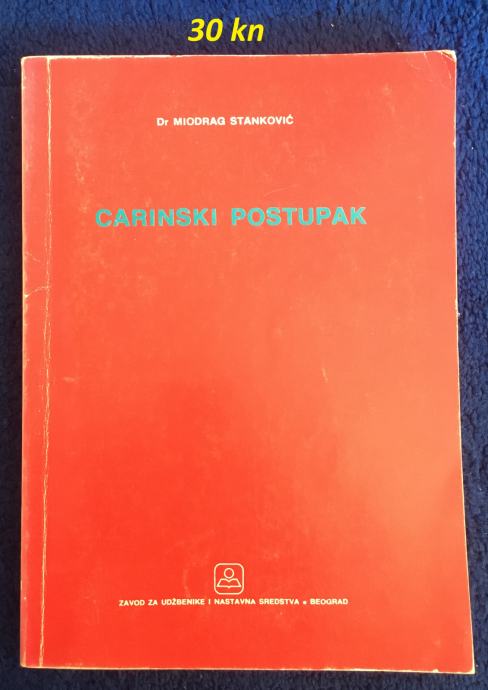 30 kn
Dr MIODRAG STANKOVIĆ
CARINSKI POSTUPAK
ZAVOD ZA UDŽBENIKE I NASTAVNA SREDSTVA • BEOGRAD